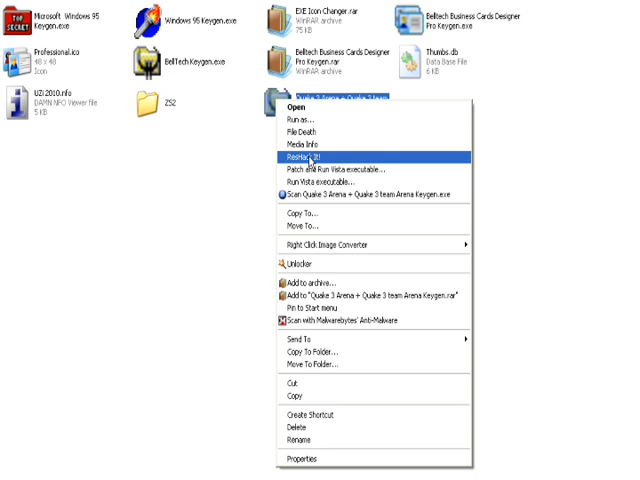 Microsoft Windows 95
Keygen.exe
TOP
SECRET
Windows 95 Keygen.exe
EXE Icon Changer.rar
WinRAR archive
75 KB
Belltech Business Cards Designer
Pro Keygen.exe
Professional.ico
48 x 48
Icon
BellTech Keygen.exe
Belltech Business Cards Designer
Pro Keygen.rar
WinRAR archive
Thumbs.db
Data Base File
6 KB
UZi2010.nfo
DAMN NFO Viewer file
5 KB
ZS2
Quake 3 Arena + Quake 3 team
Open
Run as...
File Death
Media Info
ResHack It!
Patch and Run Vista executable...
Run Vista executable...
Scan Quake 3 Arena + Quake 3 team Arena Keygen.exe
Copy To...
Move To...
Right Click Image Converter
Unlocker
Add to archive...
Add to "Quake 3 Arena + Quake 3 team Arena Keygen.rar"
Pin to Start menu
Scan with Malwarebytes' Anti-Malware
Send To
Copy To Folder...
Move To Folder...
Cut
Copy
Create Shortcut
Delete
Rename
Properties